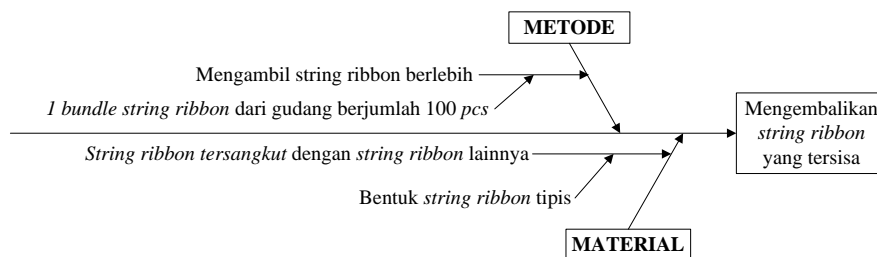 METODE
Mengambil string ribbon berlebih
1 bundle string ribbon dari gudang berjumlah 100 pcs
Mengembalikan
string ribbon
yang tersisa
String ribbon tersangkut dengan string ribbon lainnya
Bentuk string ribbon tipis
MATERIAL